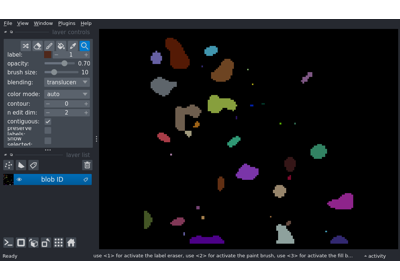 File View Window Plugins Help
layer controls
label: 1
opacity: 0.70
brush size: 10
blending: translucen
color mode: auto
contour: 0
n edit dim: 2
contiguous:
preserve labels:
show selected:
layer list
blob ID
Ready
use <1> for activate the label eraser, use <2> for activate the paint brush, use <3> for activate the fill b...
activity